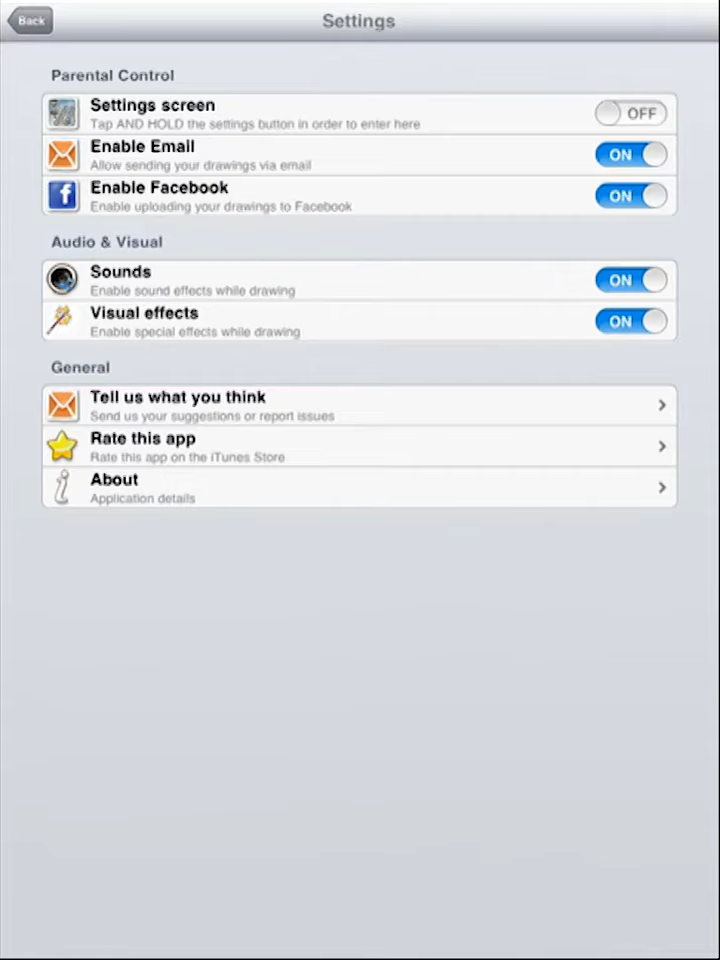 Back
Settings
Parental Control
Settings screen
Tap AND HOLD the settings button in order to enter here
OFF
Enable Email
Allow sending your drawings via email
ON
Enable Facebook
Enable uploading your drawings to Facebook
ON
Audio & Visual
Sounds
Enable sound effects while drawing
ON
Visual effects
Enable special effects while drawing
ON
General
Tell us what you think
Send us your suggestions or report issues
Rate this app
Rate this app on the iTunes Store
About
Application details